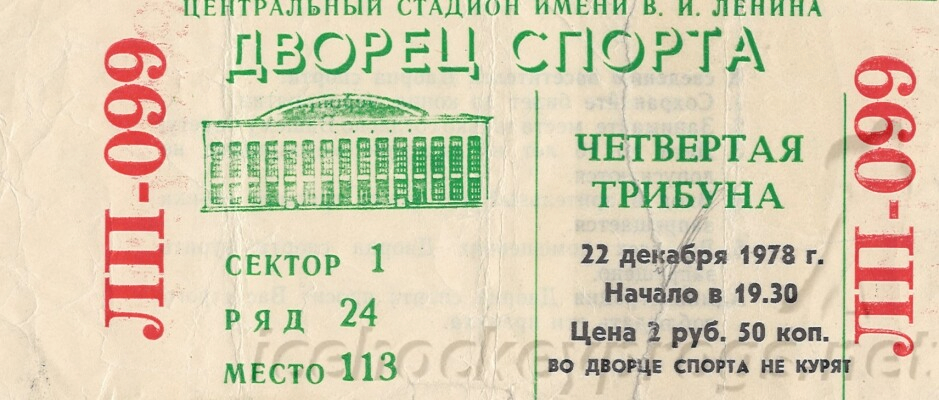 ЦЕНТРАЛЬНЫЙ СТАДИОН ИМЕНИ В. И. ЛЕНИНА
ДВОРЕЦ СПОРТА
ЛП-099
ЧЕТВЕРТАЯ
ТРИБУНА
СЕКТОР 1
РЯД 24
МЕСТО 113
22 декабря 1978 г.
Начало в 19.30
Цена 2 руб. 50 коп.
ВО ДВОРЦЕ СПОРТА НЕ КУРЯТ
ЛП-099